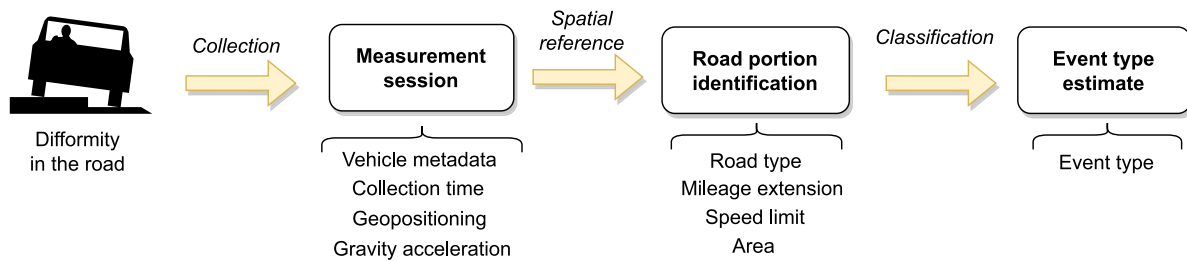 Difformity
in the road
Collection
Measurement
session
Vehicle metadata
Collection time
Geopositioning
Gravity acceleration
Spatial
reference
Road portion
identification
Road type
Mileage extension
Speed limit
Area
Classification
Event type
estimate
Event type